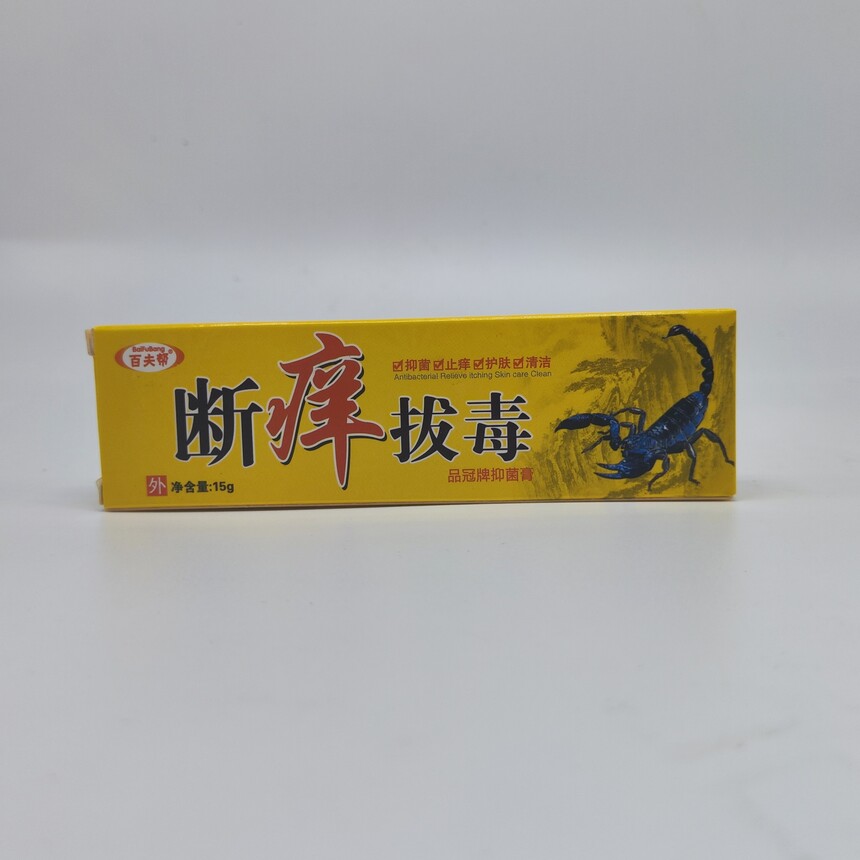 BaiFuBang®
百夫帮
断痒拔毒
☑抑菌☑止痒☑护肤☑清洁
Antibacterial Relieve itching Skin care Clean
品冠牌抑菌膏
外 净含量:15g